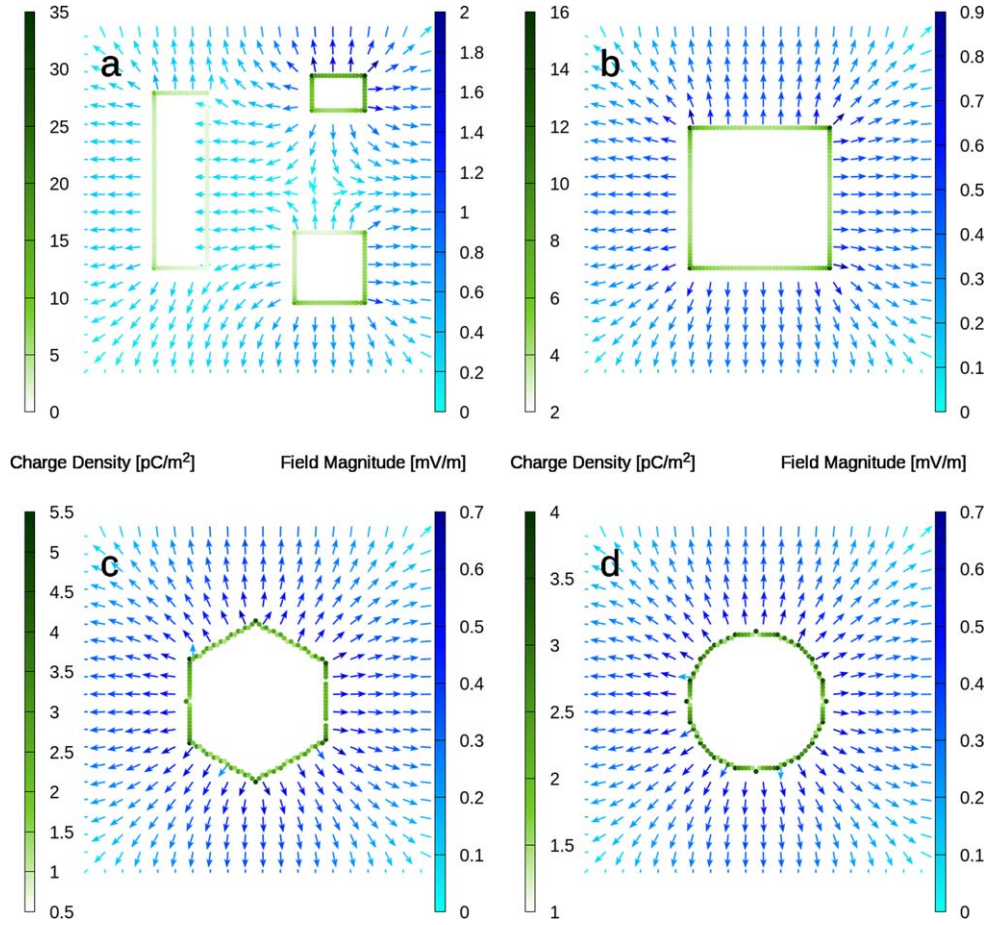 35 2 16 0.9
a b
30 1.8 14 0.8
1.6 0.7
25 1.4 12 0.6
20 1.2 10 0.5
1 0.4
15 0.8 8
10 0.6 6 0.3
0.4 0.2
5 0.2 4 0.1
0 0 2 0
Charge Density [pC/m²] Field Magnitude [mV/m] Charge Density [pC/m²] Field Magnitude [mV/m]
5.5 0.7 4 0.7
5 c d
4.5 0.6 3.5 0.6
4 0.5 3 0.5
3.5 0.4 0.4
3 2.5
2.5 0.3 0.3
2 0.2 2 0.2
1.5 1.5
1 0.1 0.1
0.5 0 1 0